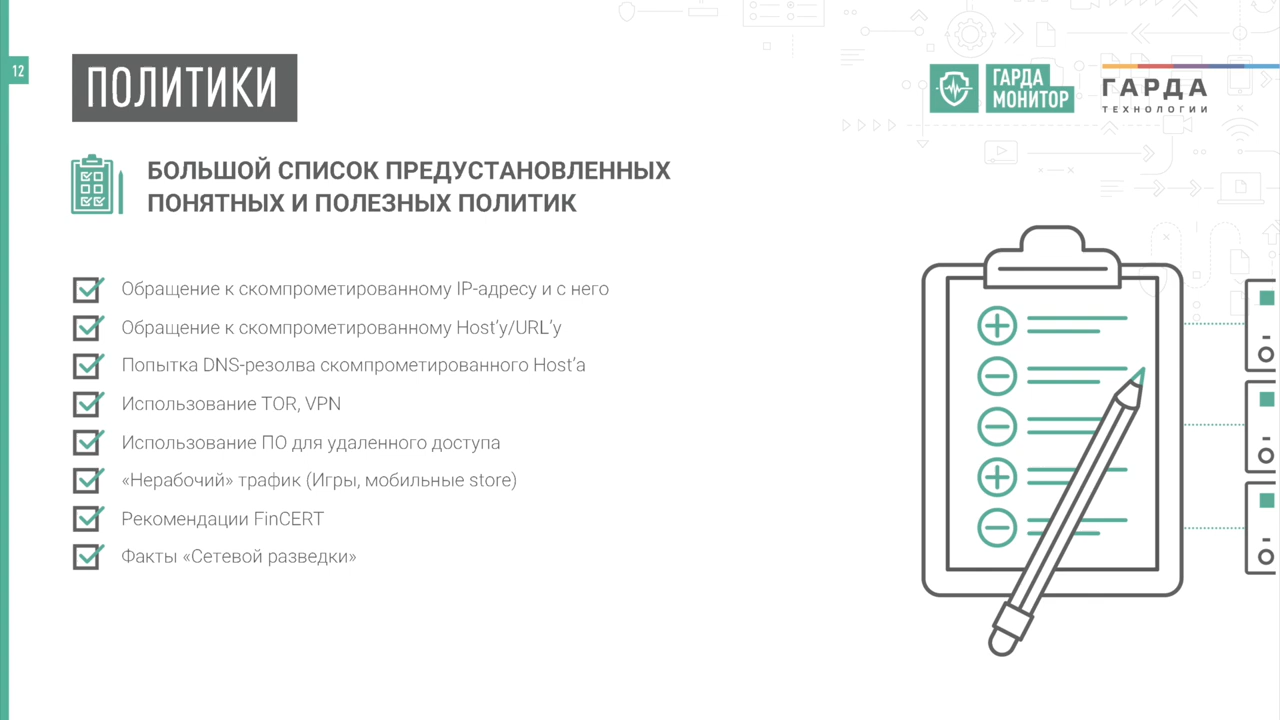 12
ПОЛИТИКИ
ГАРДА
МОНИТОР
ГАРДА
ТЕХНОЛОГИИ
БОЛЬШОЙ СПИСОК ПРЕДУСТАНОВЛЕННЫХ
ПОНЯТНЫХ И ПОЛЕЗНЫХ ПОЛИТИК
Обращение к скомпрометированному IP-адресу и с него
Обращение к скомпрометированному Host’у/URL’у
Попытка DNS-резолва скомпрометированного Host’а
Использование TOR, VPN
Использование ПО для удаленного доступа
«Нерабочий» трафик (Игры, мобильные store)
Рекомендации FinCERT
Факты «Сетевой разведки»